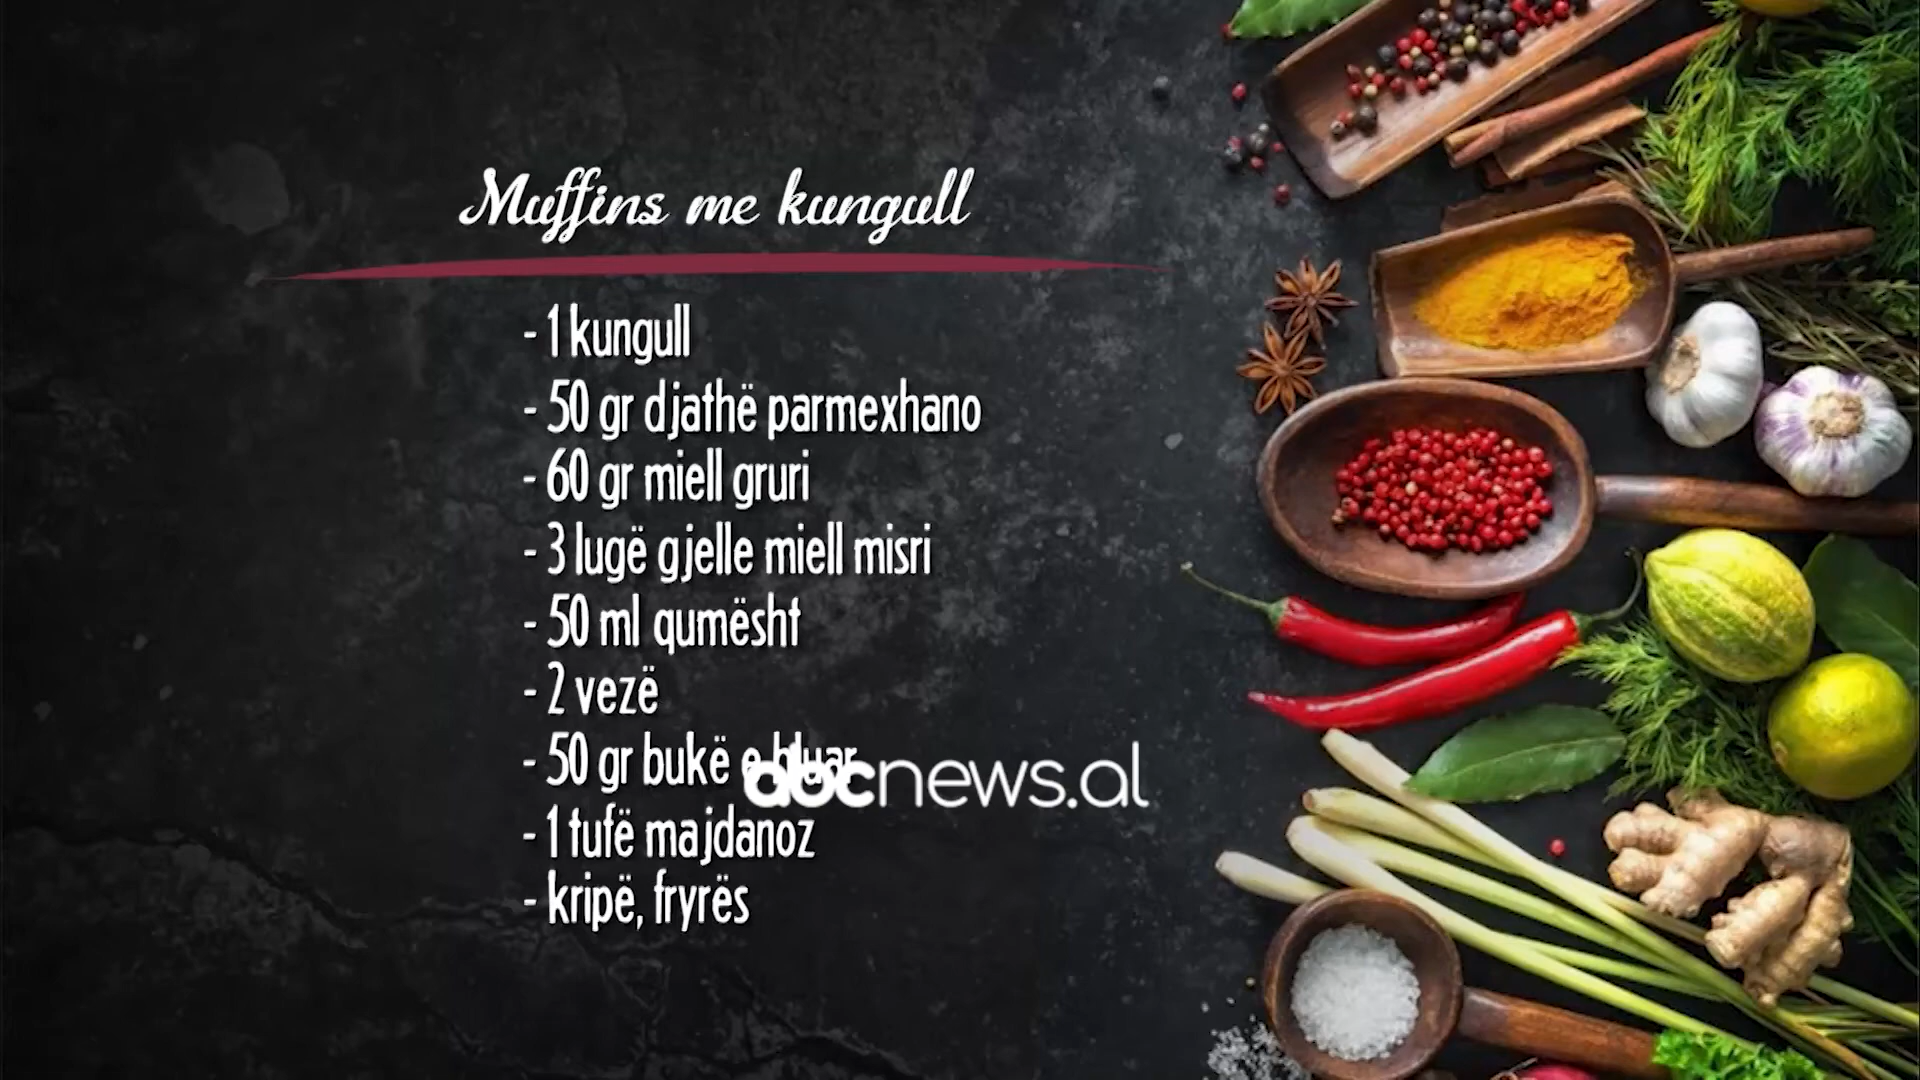 Muffins me kungull
- 1 kungull
- 50 gr djathë parmexhano
- 60 gr miell gruri
- 3 lugë gjelle miell misri
- 50 ml qumësht
- 2 vezë
- 50 gr bukë e bluar
abcnews.al
- 1 tufë majdanoz
- kripë, fryrës